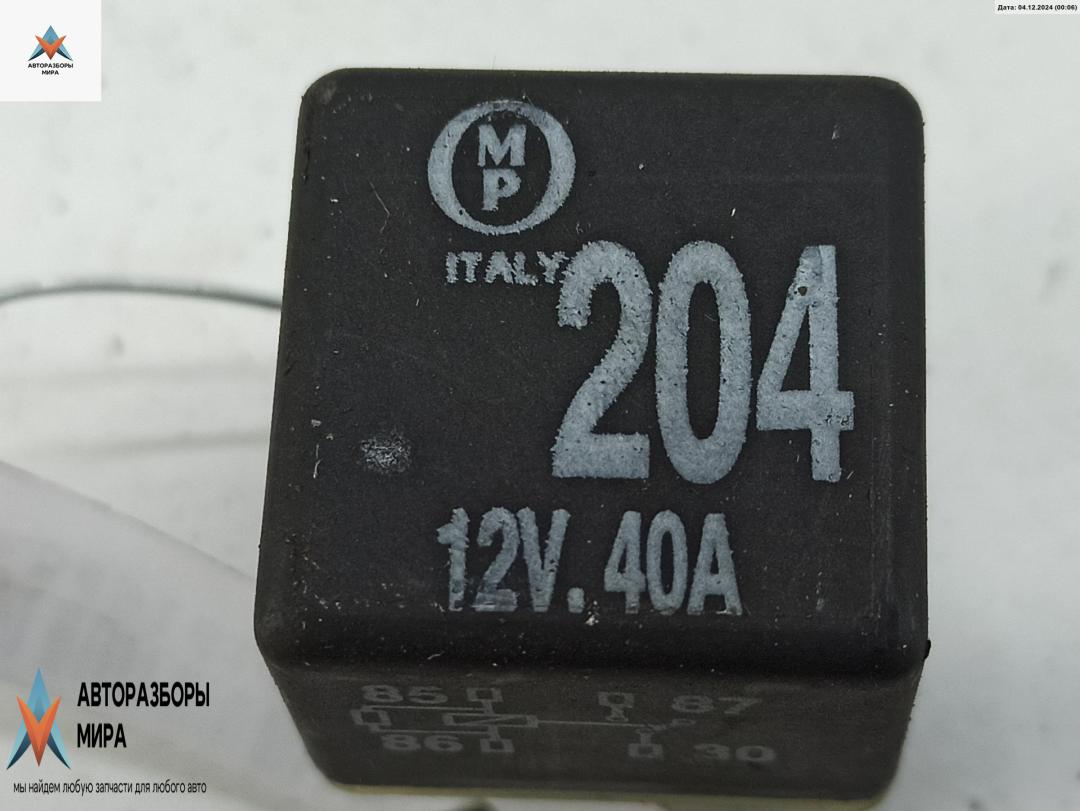 Дата: 04.12.2024 (00:06)
АВТОРАЗБОРЫ
МИРА
M
P
ITALY
204
12V. 40A
85 87
86 30
АВТОРАЗБОРЫ
МИРА
мы найдем любую запчасти для любого авто